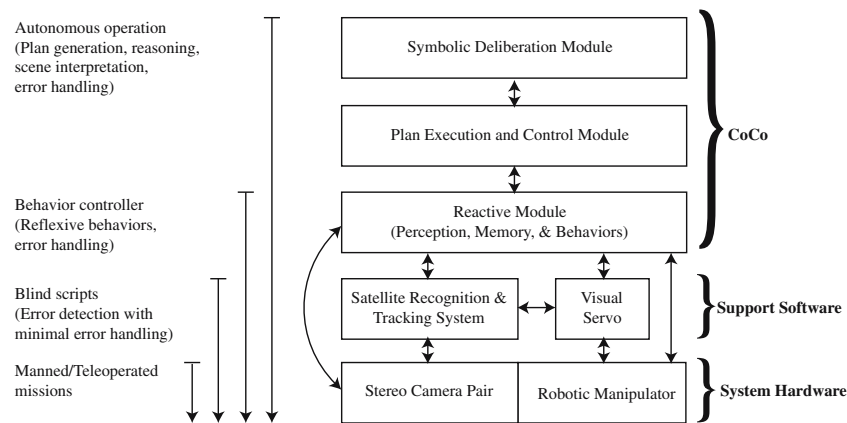 Autonomous operation
(Plan generation, reasoning,
scene interpretation,
error handling)
Symbolic Deliberation Module
Plan Execution and Control Module
CoCo
Behavior controller
(Reflexive behaviors,
error handling)
Reactive Module
(Perception, Memory, & Behaviors)
Blind scripts
(Error detection with
minimal error handling)
Satellite Recognition &
Tracking System
Visual
Servo
Support Software
Manned/Teleoperated
missions
Stereo Camera Pair
Robotic Manipulator
System Hardware